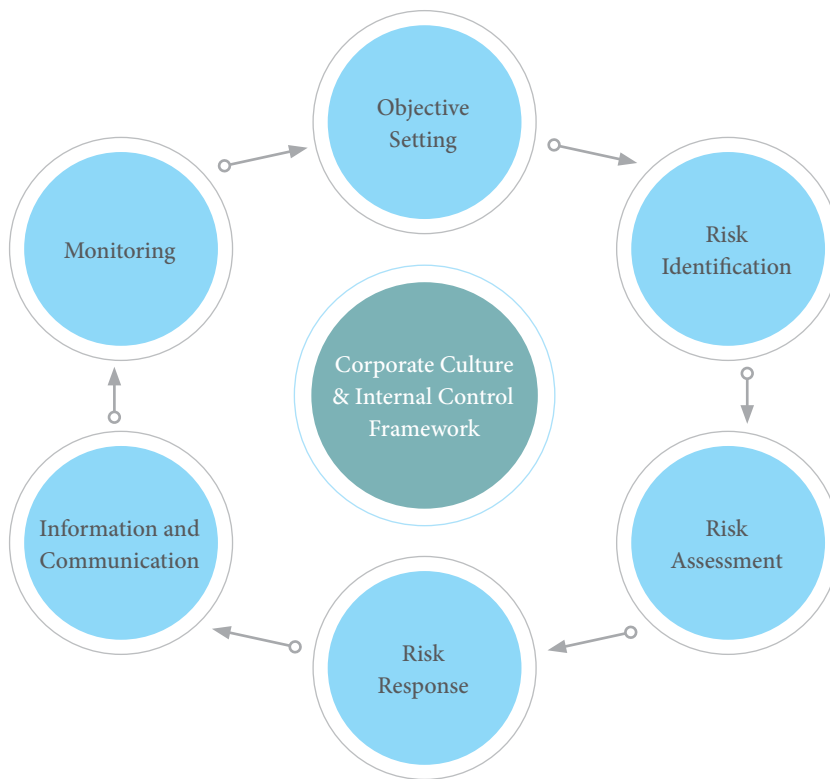 Objective
Setting
Risk
Identification
Risk
Assessment
Risk
Response
Information and
Communication
Monitoring
Corporate Culture
& Internal Control
Framework